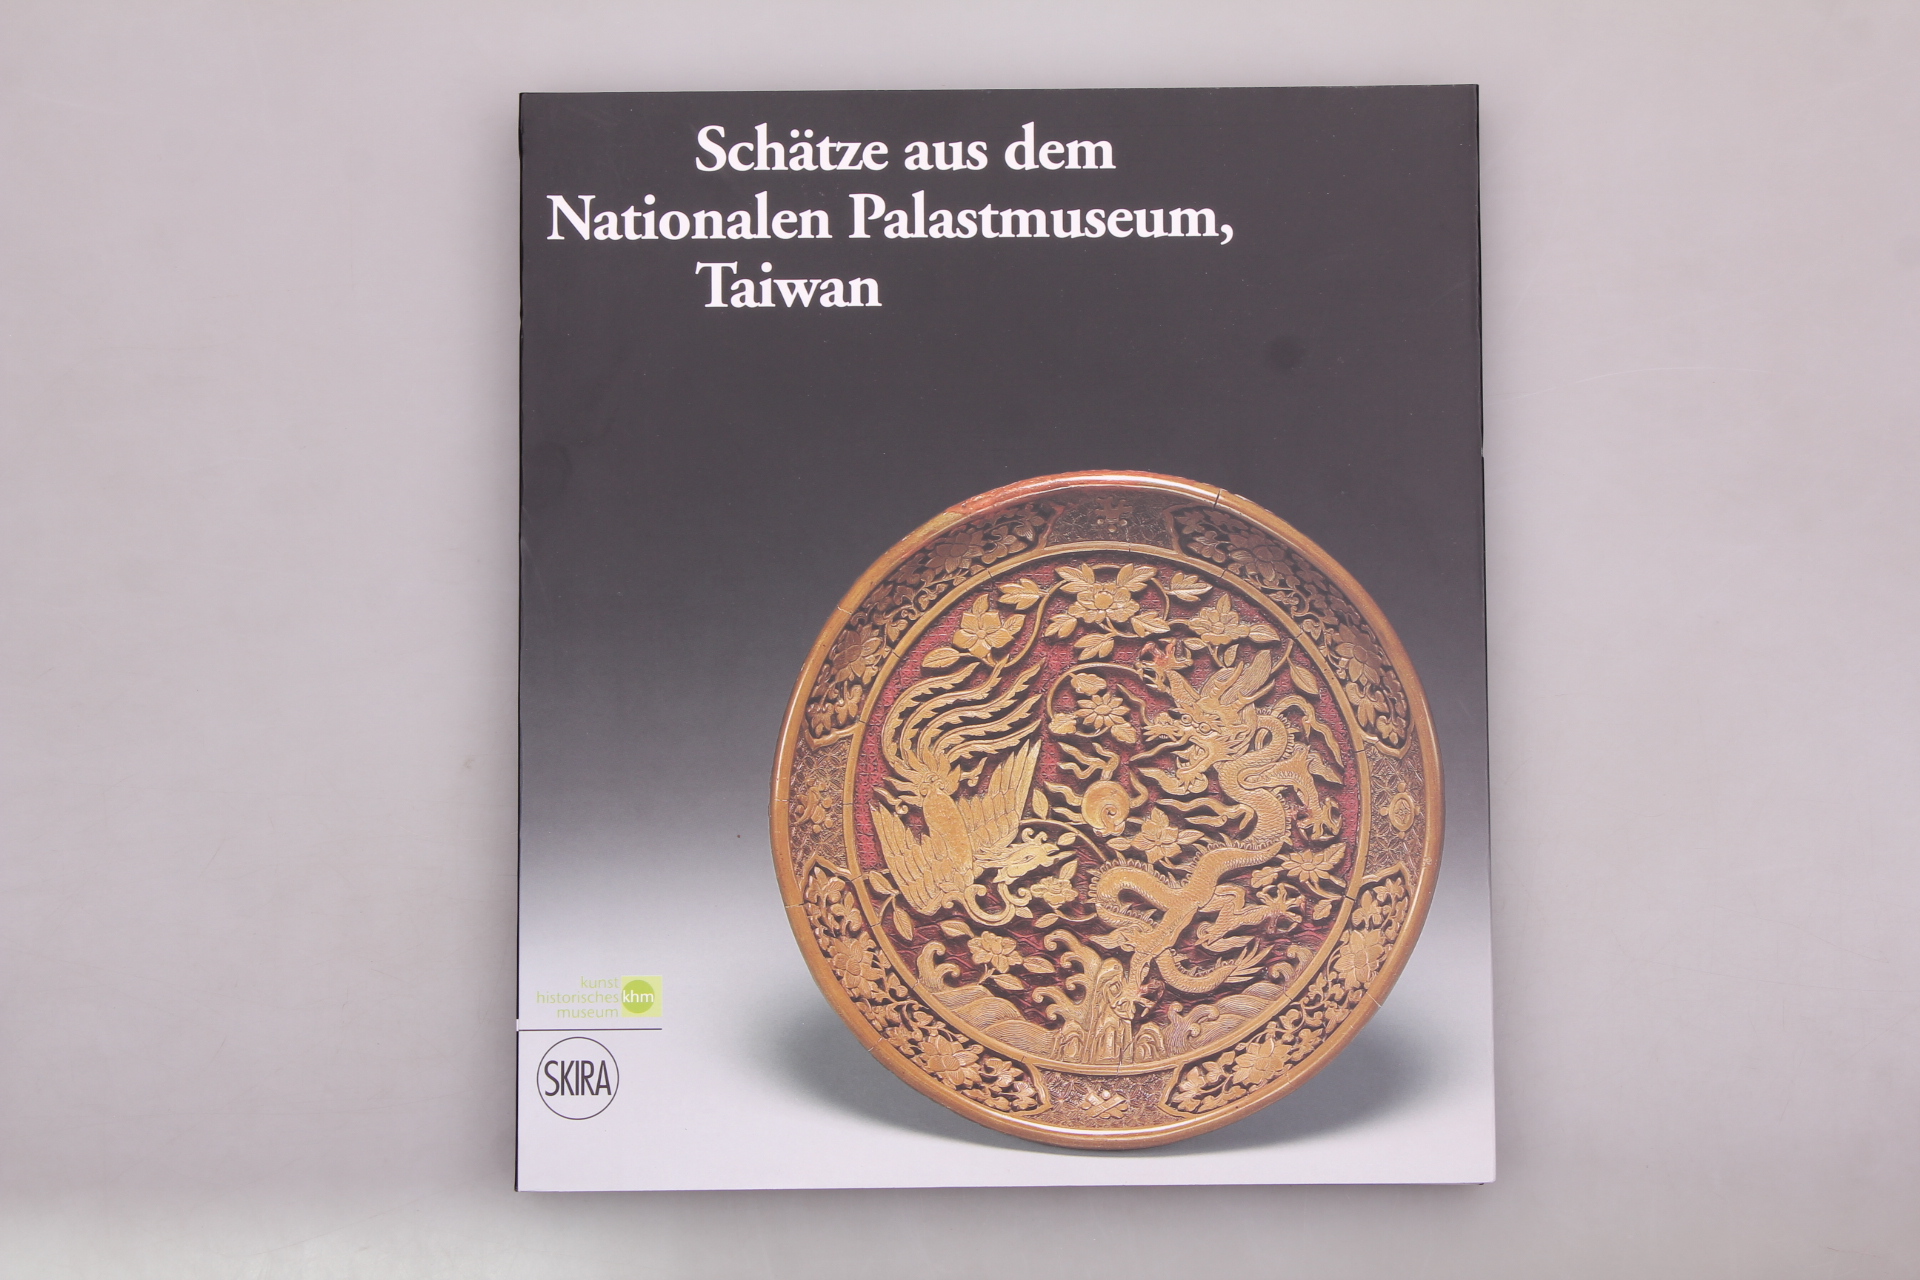 Schätze aus dem
Nationalen Palastmuseum,
Taiwan
kunst
historisches
museum
khm
SKIRA